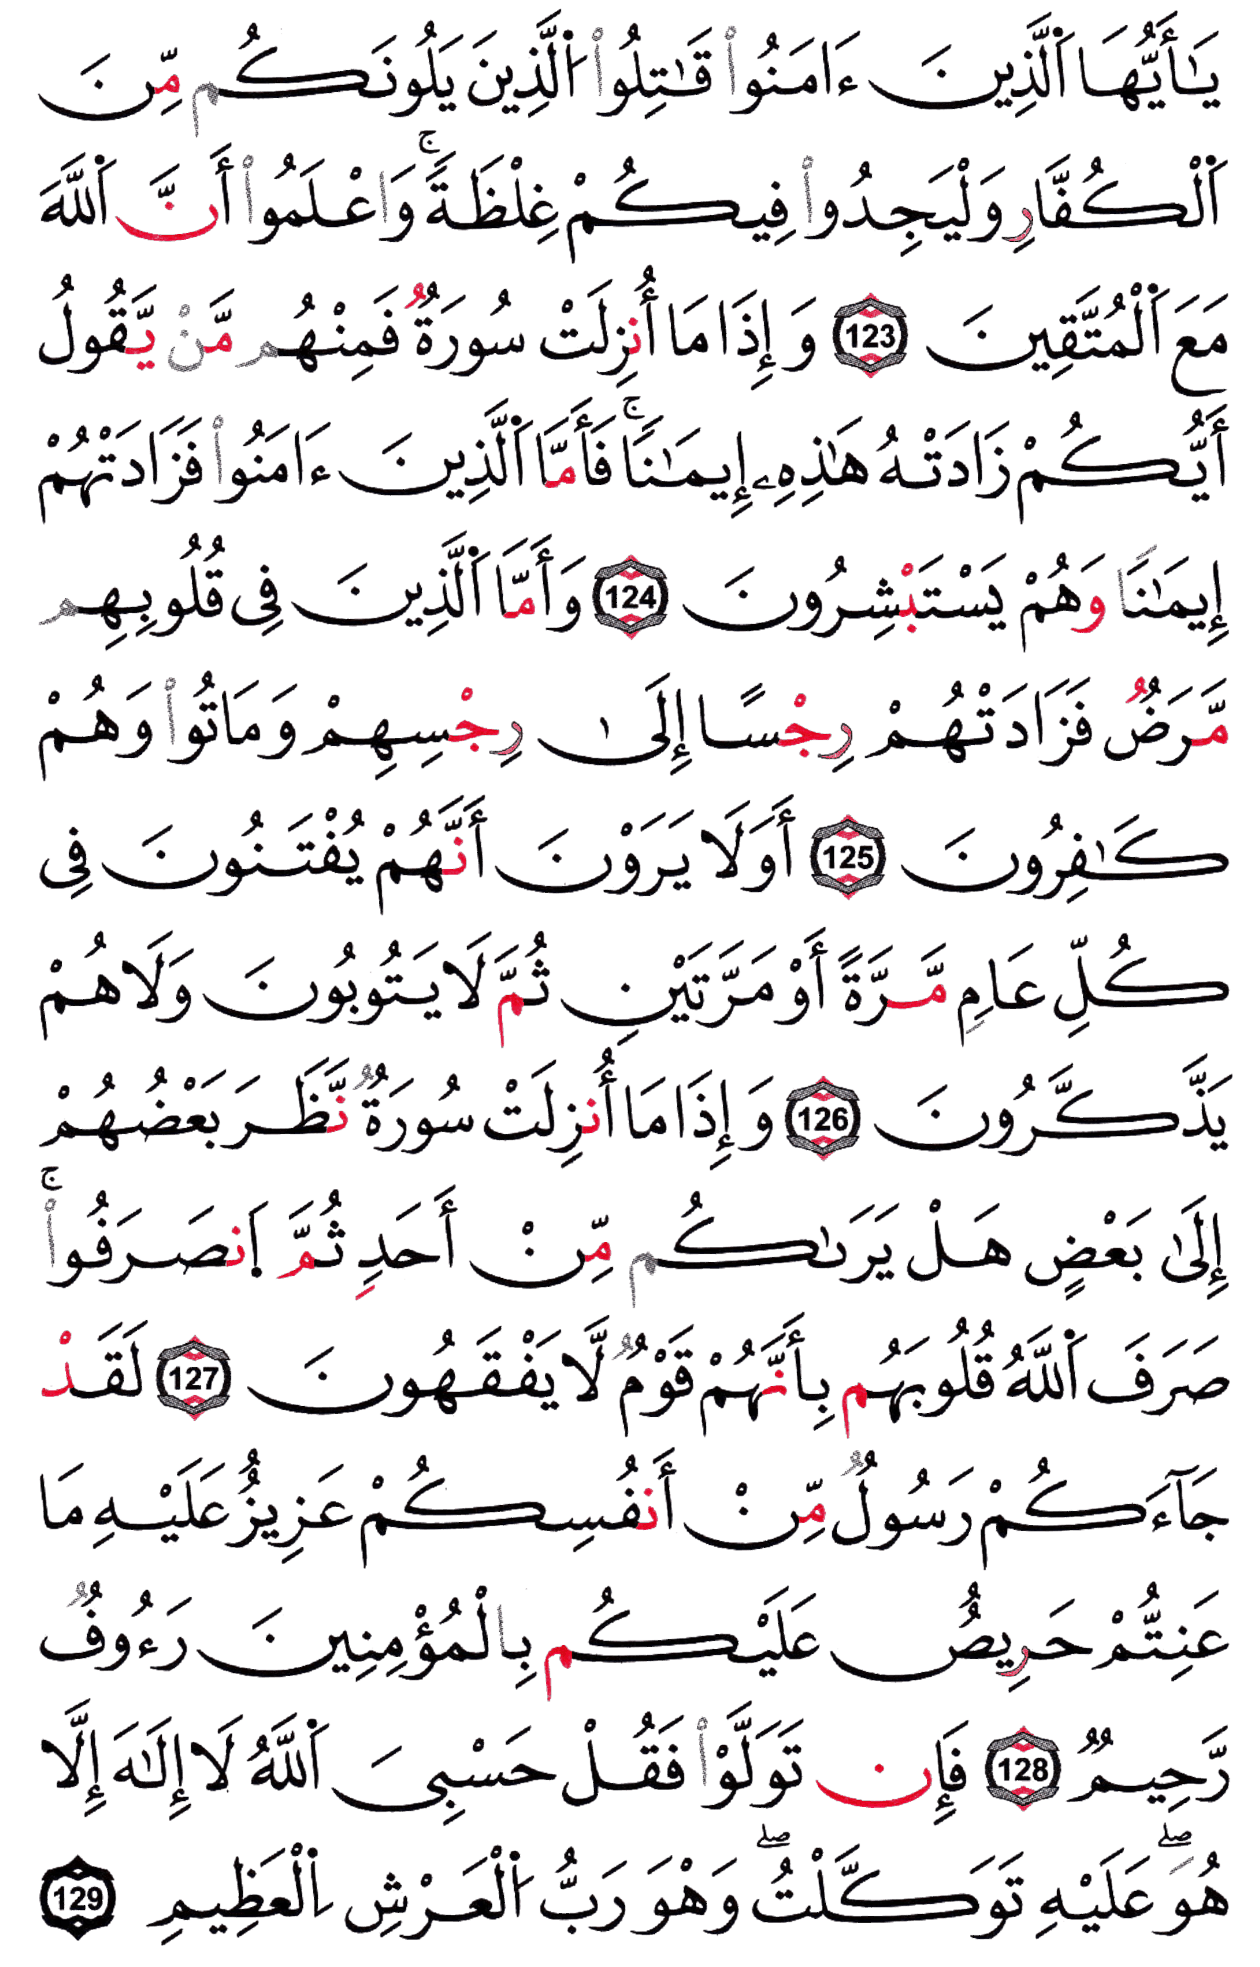 يَٰٓأَيُّهَا ٱلَّذِينَ ءَامَنُوا۟ قَٰتِلُوا۟ ٱلَّذِينَ يَلُونَكُم مِّنَ
ٱلْكُفَّارِ وَلْيَجِدُوا۟ فِيكُمْ غِلْظَةً ۚ وَاعْلَمُوا۟ أَنَّ ٱللَّهَ
مَعَ ٱلْمُتَّقِينَ 123 وَإِذَا مَا أُنزِلَتْ سُورَةٌ فَمِنْهُم مَّنْ يَّقُولُ
أَيُّكُمْ زَادَتْهُ هَٰذِهِۦ إِيمَٰنًا ۚ فَأَمَّا ٱلَّذِينَ ءَامَنُوا۟ فَزَادَتْهُمْ
إِيمَٰنًا وَهُمْ يَسْتَبْشِرُونَ 124 وَأَمَّا ٱلَّذِينَ فِى قُلُوبِهِم
مَّرَضٌ فَزَادَتْهُمْ رِجْسًا إِلَىٰ رِجْسِهِمْ وَمَاتُوا۟ وَهُمْ
كَٰفِرُونَ 125 أَوَلَا يَرَوْنَ أَنَّهُمْ يُفْتَنُونَ فِى
كُلِّ عَامٍ مَّرَّةً أَوْ مَرَّتَيْنِ ثُمَّ لَا يَتُوبُونَ وَلَا هُمْ
يَذَّكَّرُونَ 126 وَإِذَا مَا أُنزِلَتْ سُورَةٌ نَّظَرَ بَعْضُهُمْ
إِلَىٰ بَعْضٍ هَلْ يَرَىٰكُم مِّنْ أَحَدٍ ثُمَّ ٱنصَرَفُوا۟ ۚ
صَرَفَ ٱللَّهُ قُلُوبَهُم بِأَنَّهُمْ قَوْمٌ لَّا يَفْقَهُونَ 127 لَقَدْ
جَآءَكُمْ رَسُولٌ مِّنْ أَنفُسِكُمْ عَزِيزٌ عَلَيْهِ مَا
عَنِتُّمْ حَرِيصٌ عَلَيْكُم بِالْمُؤْمِنِينَ رَءُوفٌ
رَّحِيمٌ 128 فَإِن تَوَلَّوْا۟ فَقُلْ حَسْبِىَ ٱللَّهُ لَا إِلَٰهَ إِلَّا
هُوَ ۖ عَلَيْهِ تَوَكَّلْتُ ۖ وَهْوَ رَبُّ ٱلْعَرْشِ ٱلْعَظِيمِ 129